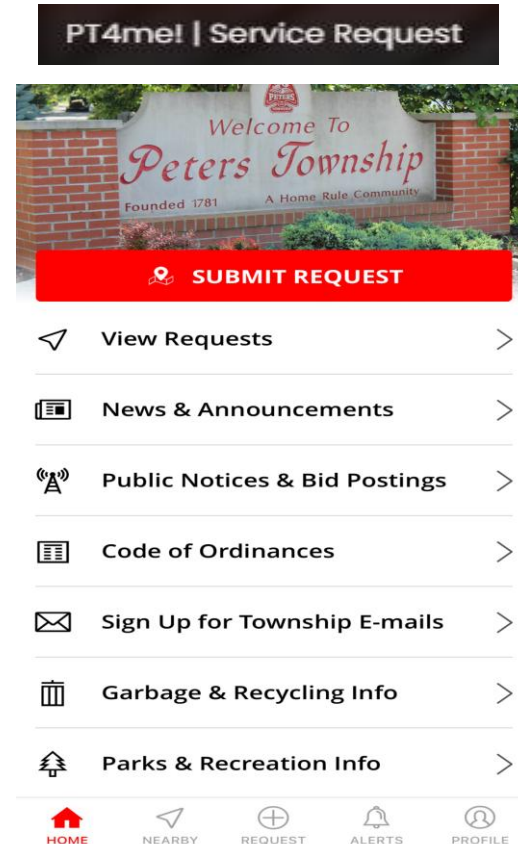 PT4me! | Service Request
PETERS
Welcome To
Peters Township
Founded 1781
A Home Rule Community
SUBMIT REQUEST
View Requests
News & Announcements
Public Notices & Bid Postings
Code of Ordinances
Sign Up for Township E-mails
Garbage & Recycling Info
Parks & Recreation Info
HOME
NEARBY
REQUEST
ALERTS
PROFILE